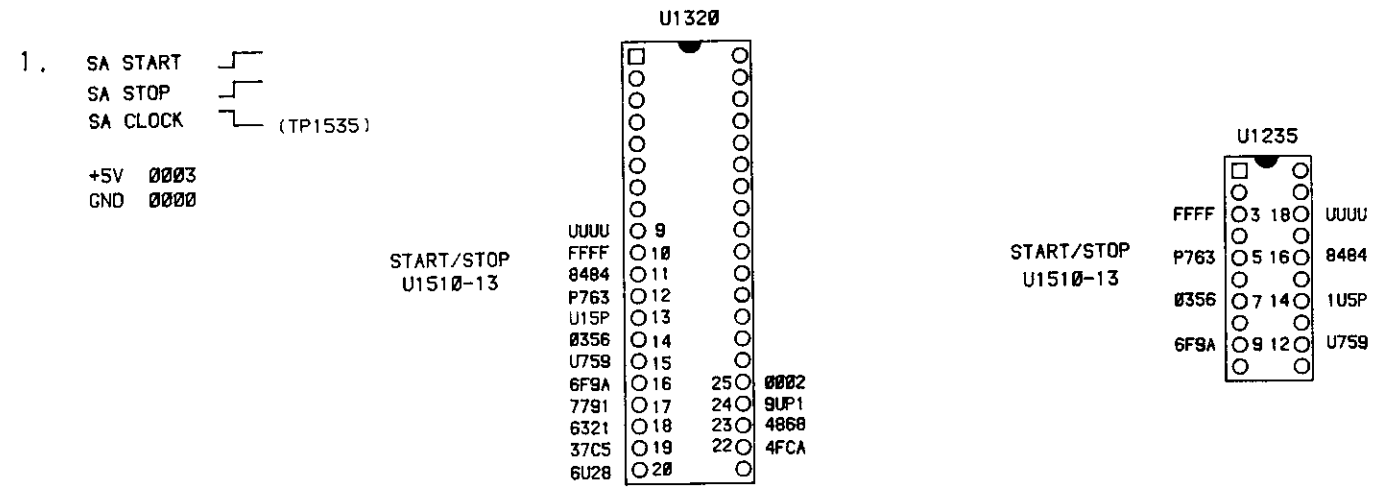 U1320
1. SA START
SA STOP
SA CLOCK (TP1535)
+5V 0003
GND 0000
START/STOP
U1510-13
UUUU 9
FFFF 10
8484 11
P763 12
U15P 13
0356 14
U759 15
6F9A 16 25 0002
7791 17 24 9UP1
6321 18 23 4868
37C5 19 22 4FCA
6U28 20
U1235
START/STOP
U1510-13
FFFF 3 18 UUUU
P763 5 16 8484
0356 7 14 1U5P
6F9A 9 12 U759